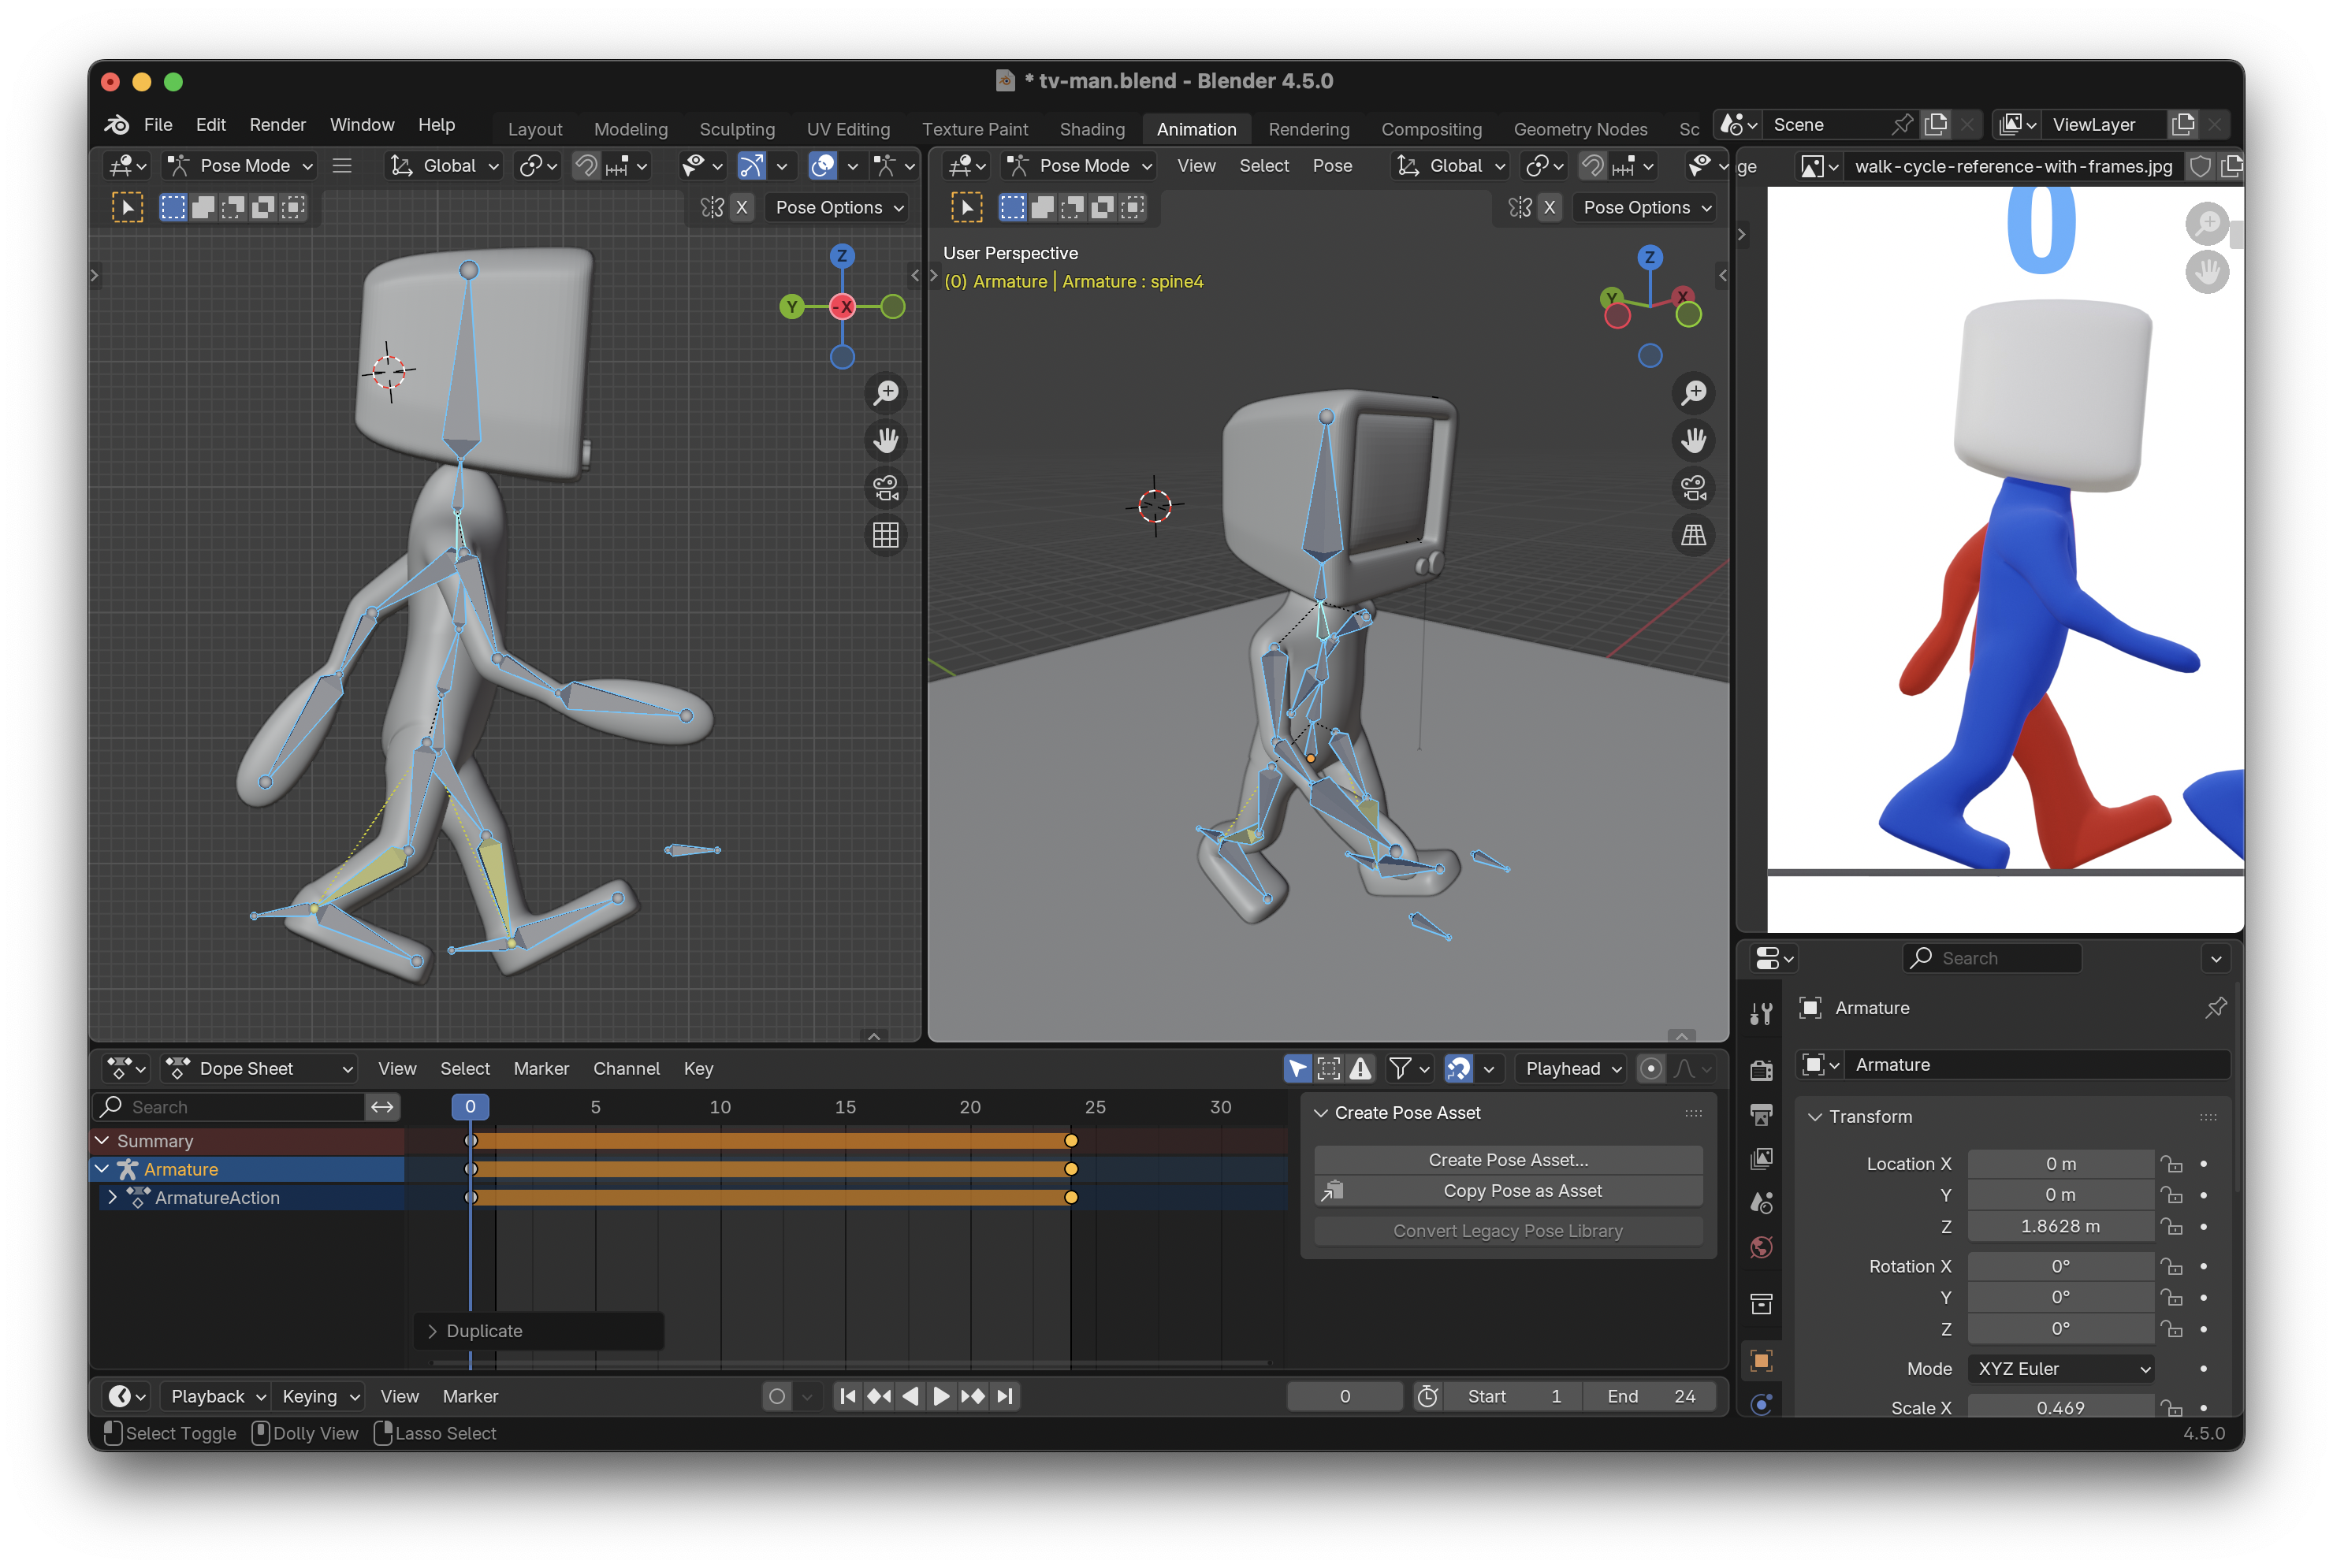 * tv-man.blend - Blender 4.5.0
File Edit Render Window Help Layout Modeling Sculpting UV Editing Texture Paint Shading Animation Rendering Compositing Geometry Nodes Sc Scene ViewLayer
Pose Mode Global
X Pose Options
Z
Y -X
Pose Mode View Select Pose Global
X Pose Options
User Perspective
(0) Armature | Armature : spine4
Z
Y X
ge walk-cycle-reference-with-frames.jpg
0
Search
Armature
Armature
Transform
Location X 0 m
Y 0 m
Z 1.8628 m
Rotation X 0°
Y 0°
Z 0°
Mode XYZ Euler
Scale X 0.469
Dope Sheet View Select Marker Channel Key Playhead
Search 0 5 10 15 20 25 30
Summary
Armature
ArmatureAction
Duplicate
Create Pose Asset
Create Pose Asset...
Copy Pose as Asset
Convert Legacy Pose Library
Playback Keying View Marker 0 Start 1 End 24
Select Toggle Dolly View Lasso Select 4.5.0